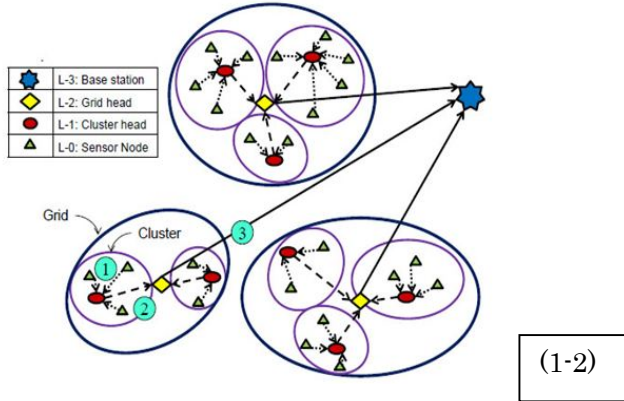 L-3: Base station
L-2: Grid head
L-1: Cluster head
L-0: Sensor Node
Grid
Cluster
1
2
3
(1-2)